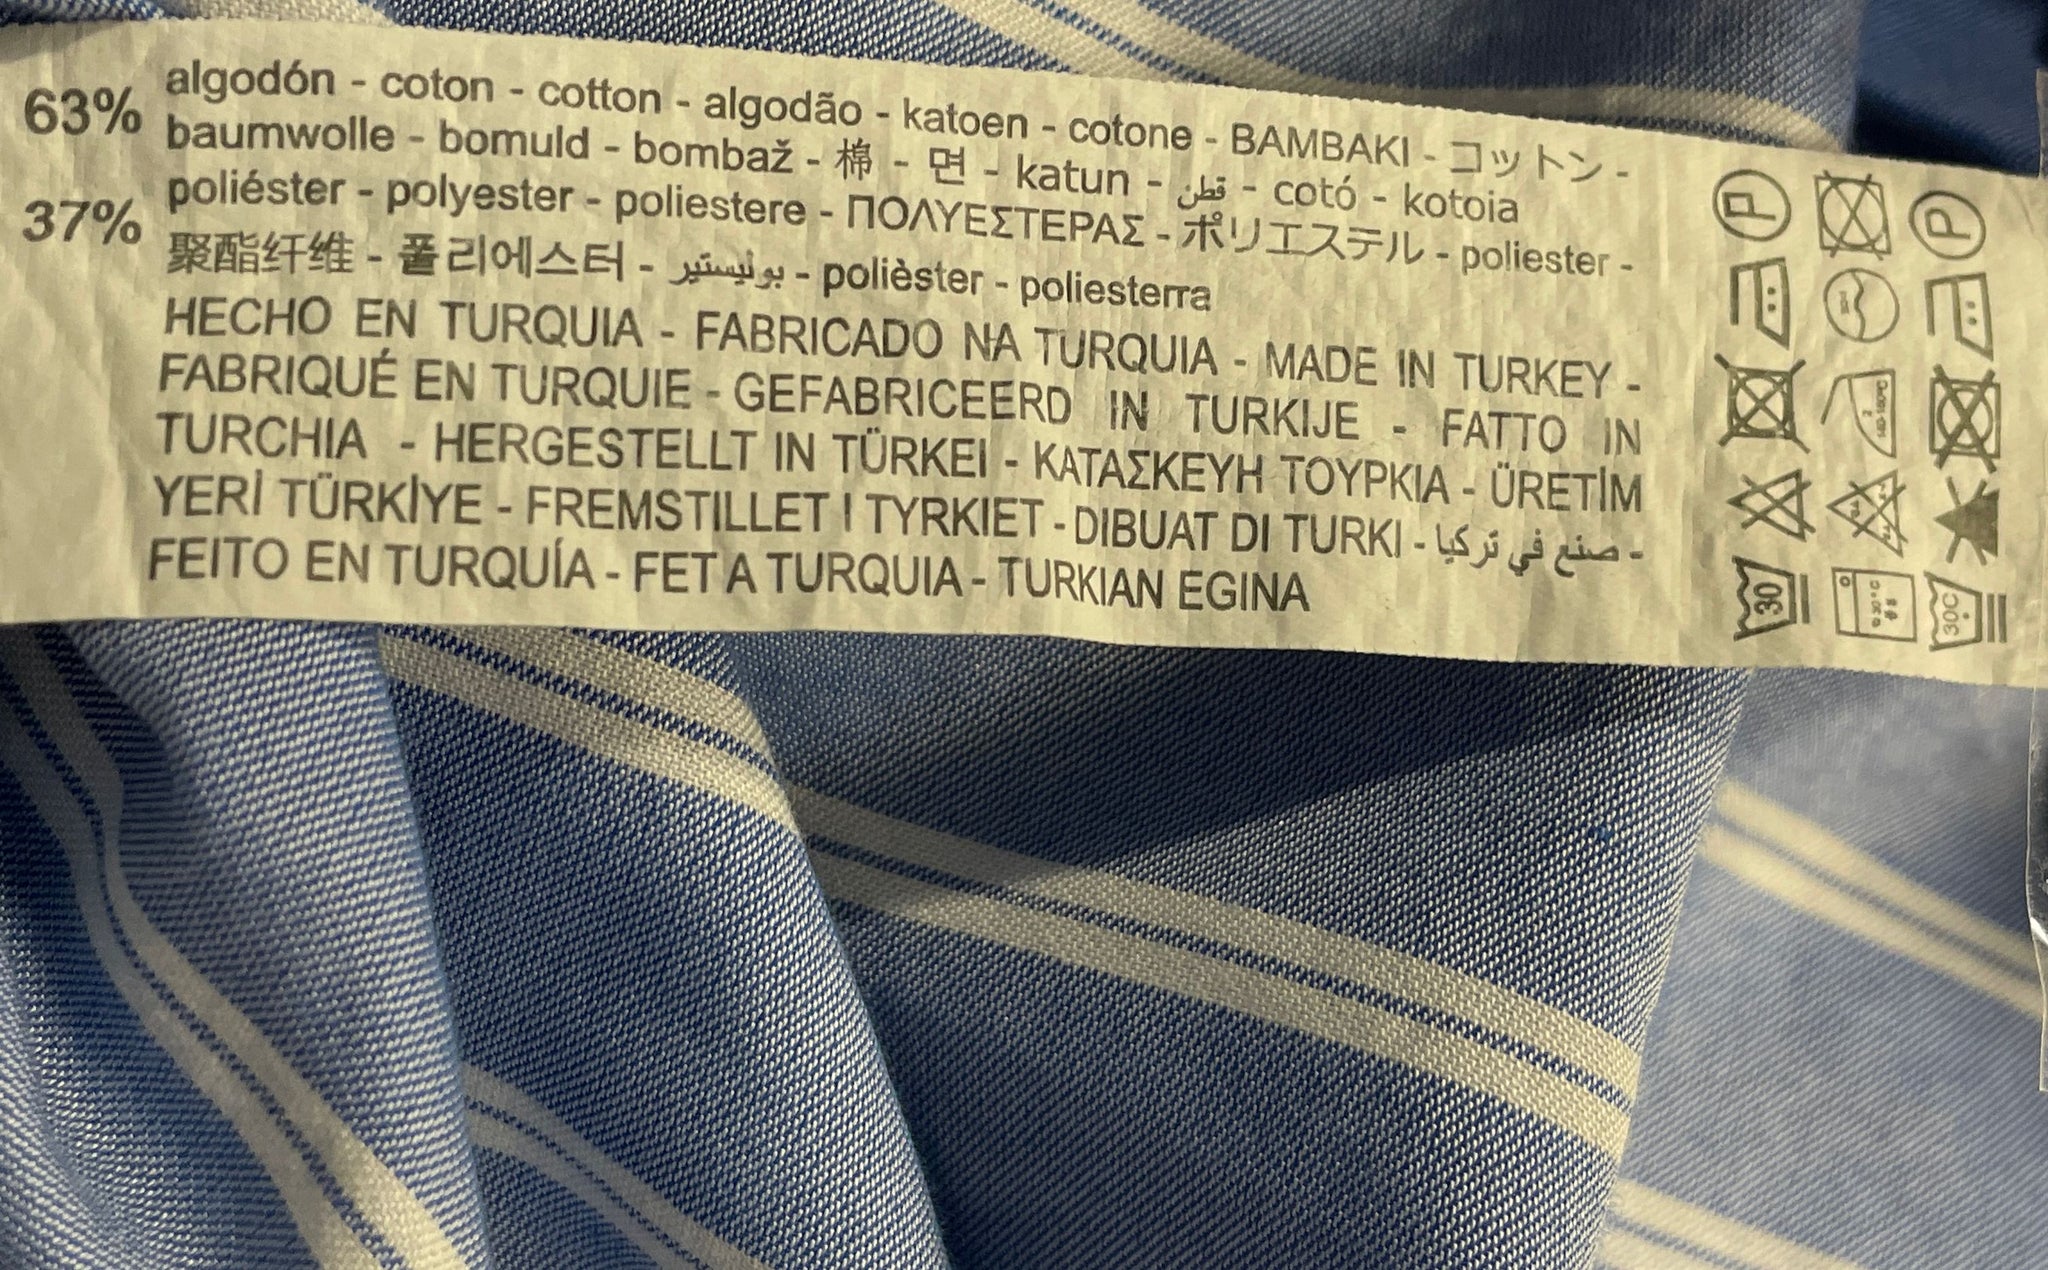 63% algodón - coton - cotton - algodão - katoen - cotone - BAMBAKI - コットン -
baumwolle - bomuld - bombaž - 棉 - 면 - katun - قطن - cotó - kotoia
37% poliéster - polyester - poliestere - ΠΟΛΥΕΣΤΕΡΑΣ - ポリエステル - poliester -
聚酯纤维 - 폴리에스터 - بوليستير - polièster - poliesterra
HECHO EN TURQUIA - FABRICADO NA TURQUIA - MADE IN TURKEY -
FABRIQUÉ EN TURQUIE - GEFABRICEERD IN TURKIJE - FATTO IN
TURCHIA - HERGESTELLT IN TÜRKEI - ΚΑΤΑΣΚΕΥΗ ΤΟΥΡΚΙΑ - ÜRETİM
YERİ TÜRKİYE - FREMSTILLET I TYRKIET - DIBUAT DI TURKI - صنع في تركيا -
FEITO EN TURQUÍA - FET A TURQUIA - TURKIAN EGINA
P
P
30
30C